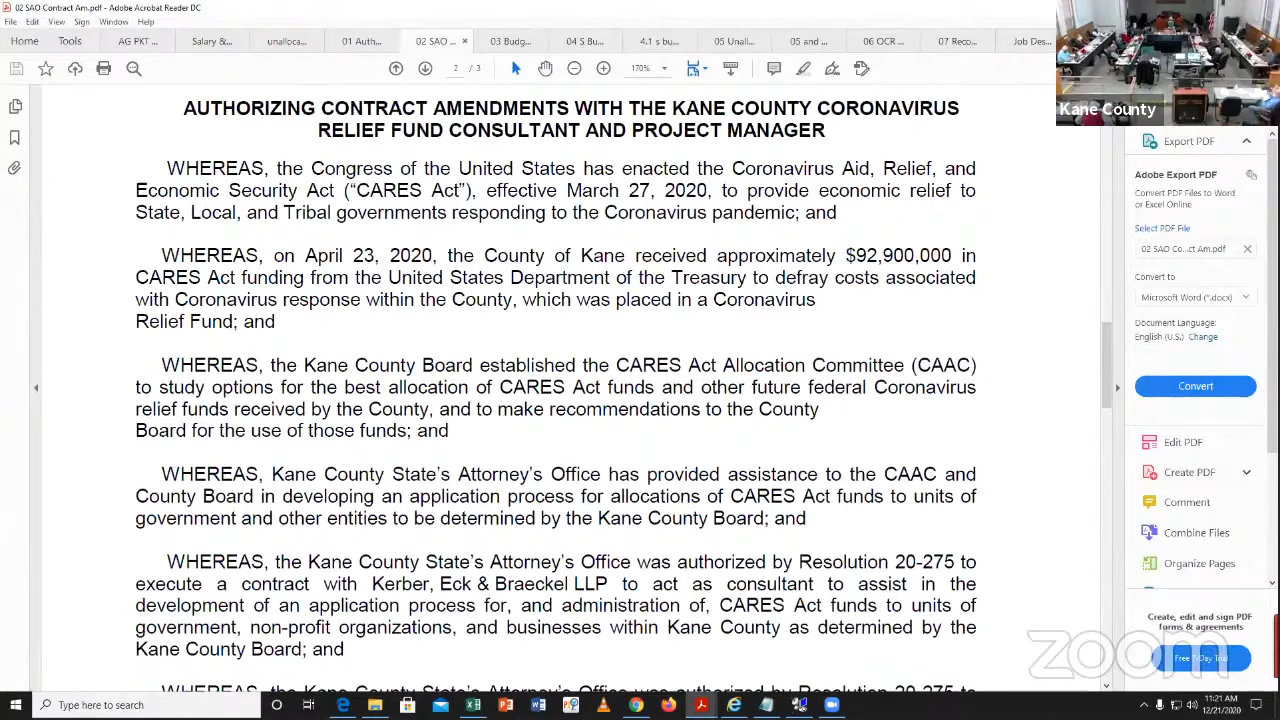 02 SAO Contract Am.pdf - Adobe Acrobat Reader DC
File Edit View Sign Window Help
Home Tools AG PKT ... Salary &... unalloca... 01 Auth... 02 SAO ... × 03 Budg... 04 S Bu... 4.1 s bu... 05 Unall... 05 and ... 06 OCR ... 07 Reco... Job Des...
2 / 3 170%
Kane County
AUTHORIZING CONTRACT AMENDMENTS WITH THE KANE COUNTY CORONAVIRUS
RELIEF FUND CONSULTANT AND PROJECT MANAGER
WHEREAS, the Congress of the United States has enacted the Coronavirus Aid, Relief, and
Economic Security Act (“CARES Act”), effective March 27, 2020, to provide economic relief to
State, Local, and Tribal governments responding to the Coronavirus pandemic; and
WHEREAS, on April 23, 2020, the County of Kane received approximately $92,900,000 in
CARES Act funding from the United States Department of the Treasury to defray costs associated
with Coronavirus response within the County, which was placed in a Coronavirus
Relief Fund; and
WHEREAS, the Kane County Board established the CARES Act Allocation Committee (CAAC)
to study options for the best allocation of CARES Act funds and other future federal Coronavirus
relief funds received by the County, and to make recommendations to the County
Board for the use of those funds; and
WHEREAS, Kane County State’s Attorney’s Office has provided assistance to the CAAC and
County Board in developing an application process for allocations of CARES Act funds to units of
government and other entities to be determined by the Kane County Board; and
WHEREAS, the Kane County State’s Attorney’s Office was authorized by Resolution 20-275 to
execute a contract with Kerber, Eck & Braeckel LLP to act as consultant to assist in the
development of an application process for, and administration of, CARES Act funds to units of
government, non-profit organizations, and businesses within Kane County as determined by the
Kane County Board; and
WHEREAS, the Kane County State’s Attorney’s Office was authorized by Resolution 20-275 to
Export PDF
Adobe Export PDF
Convert PDF Files to Word
or Excel Online
Select PDF File
02 SAO Co...ct Am.pdf
Convert to
Microsoft Word (*.docx)
Document Language:
English (U.S.) Change
Convert
Edit PDF
Create PDF
Comment
Combine Files
Organize Pages
Create, edit and sign PDF
forms & agreements
Free 7-Day Trial
zoom
Type here to search
11:21 AM
12/21/2020